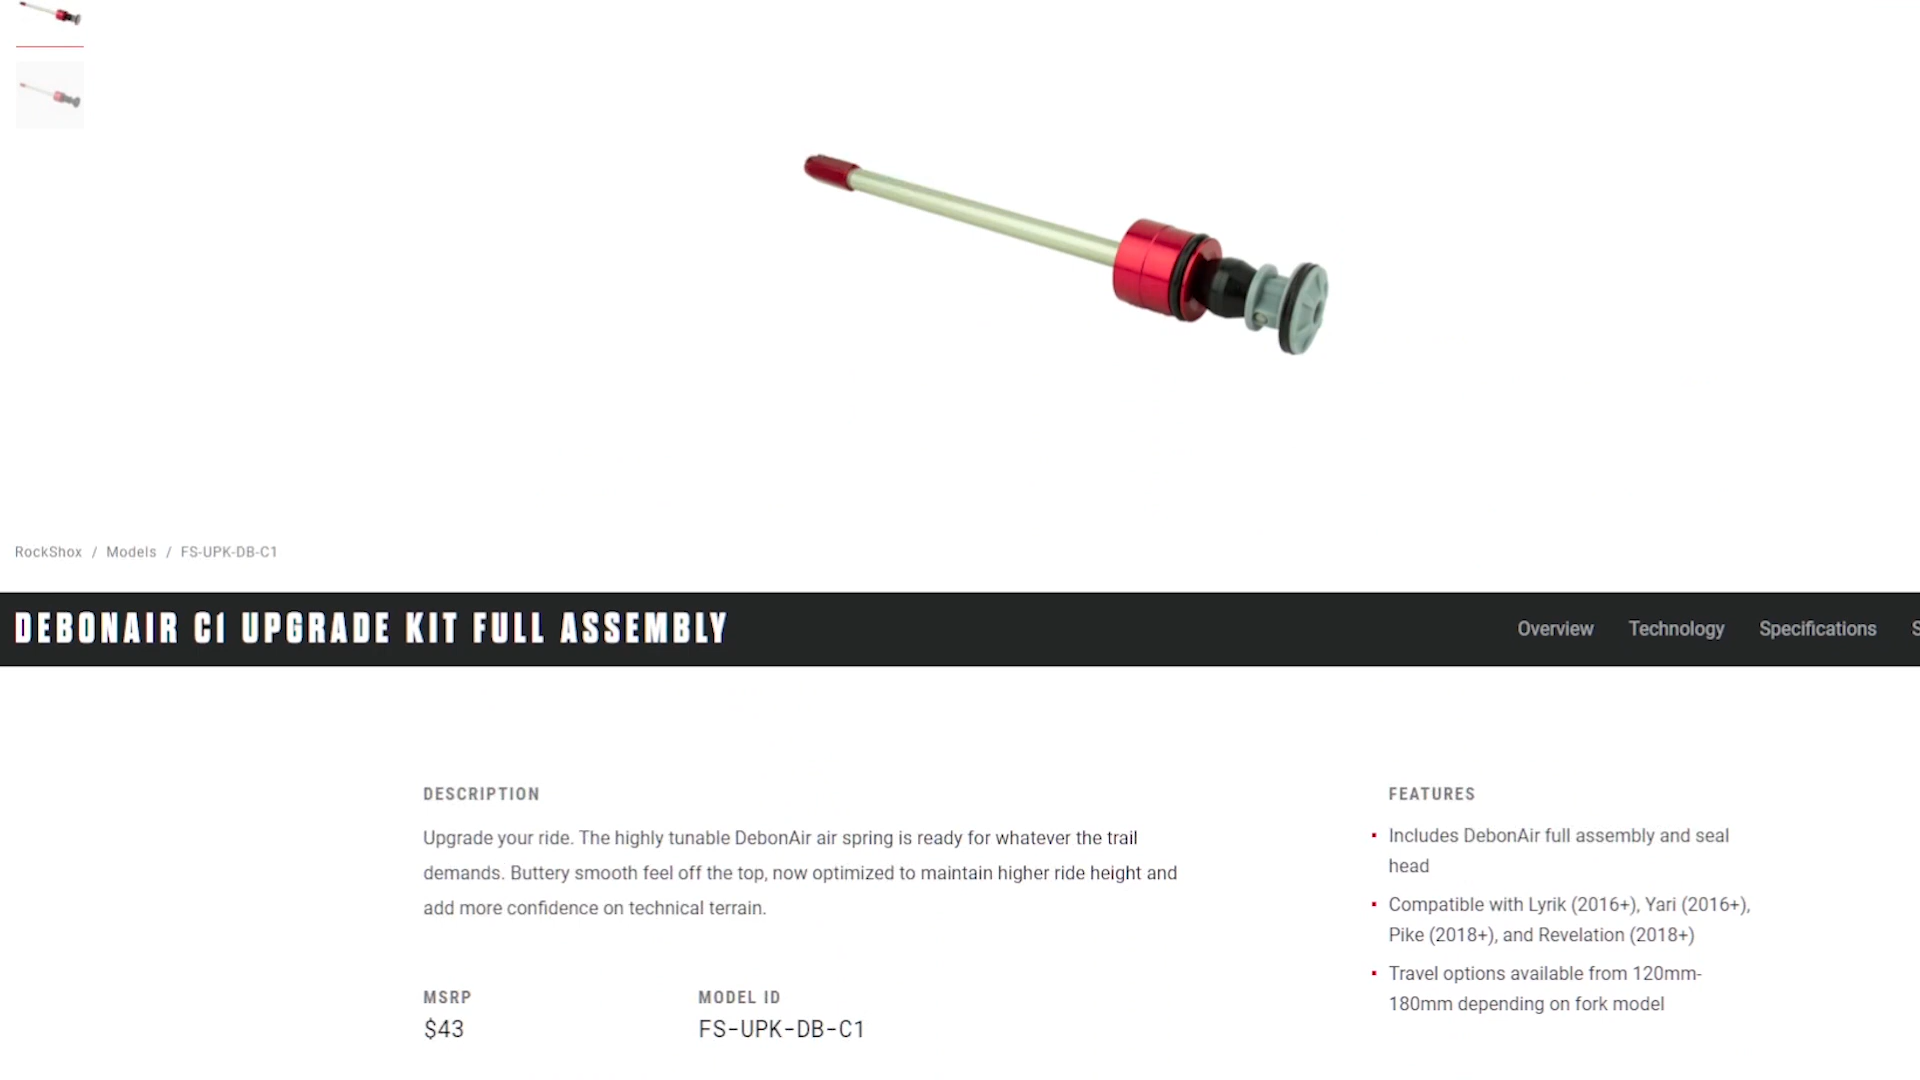 RockShox / Models / FS-UPK-DB-C1
DEBONAIR C1 UPGRADE KIT FULL ASSEMBLY
Overview Technology Specifications
DESCRIPTION
Upgrade your ride. The highly tunable DebonAir air spring is ready for whatever the trail
demands. Buttery smooth feel off the top, now optimized to maintain higher ride height and
add more confidence on technical terrain.
MSRP
$43
MODEL ID
FS-UPK-DB-C1
FEATURES
Includes DebonAir full assembly and seal
head
Compatible with Lyrik (2016+), Yari (2016+),
Pike (2018+), and Revelation (2018+)
Travel options available from 120mm-
180mm depending on fork model